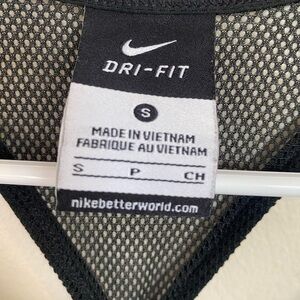 DRI-FIT
S
MADE IN VIETNAM
FABRIQUE AU VIETNAM
S P CH
nikebetterworld.com